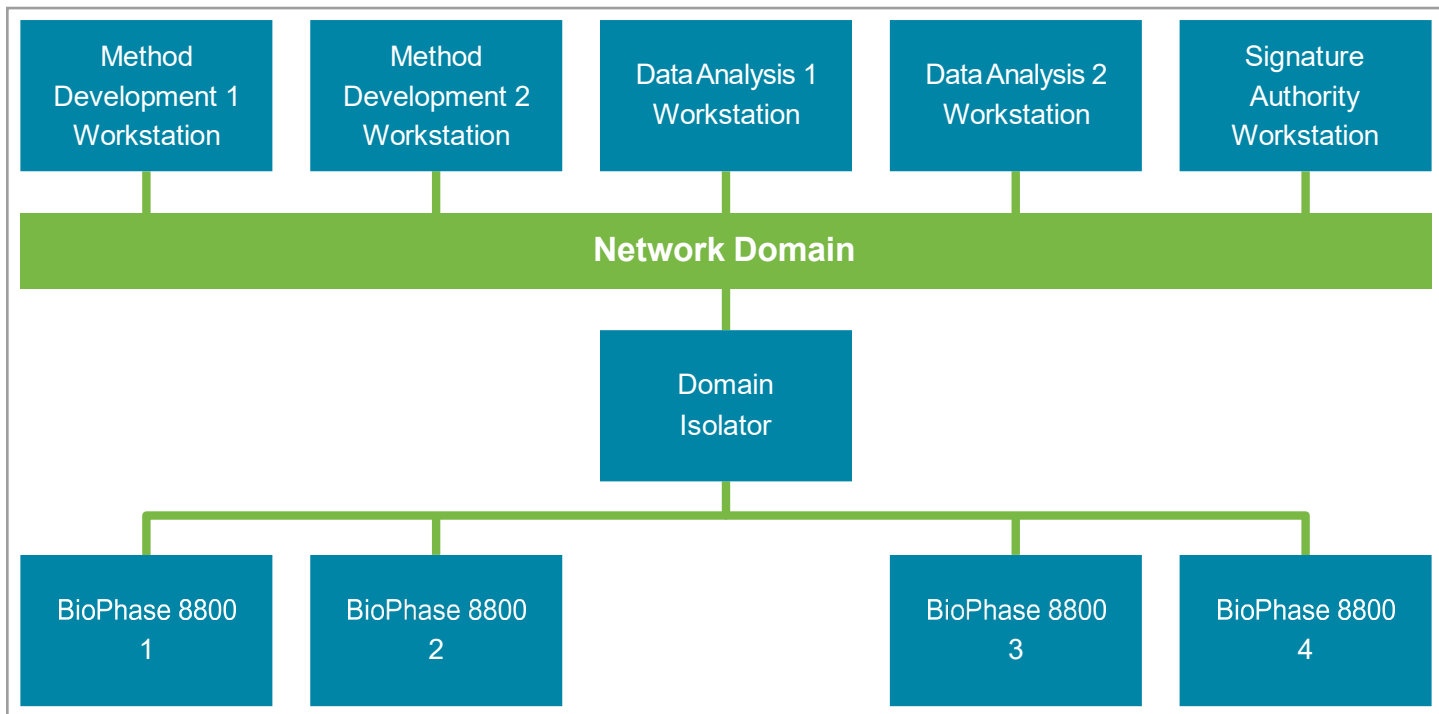 Method
Development 1
Workstation
Method
Development 2
Workstation
Data Analysis 1
Workstation
Data Analysis 2
Workstation
Signature
Authority
Workstation
Network Domain
Domain
Isolator
BioPhase 8800
1
BioPhase 8800
2
BioPhase 8800
3
BioPhase 8800
4